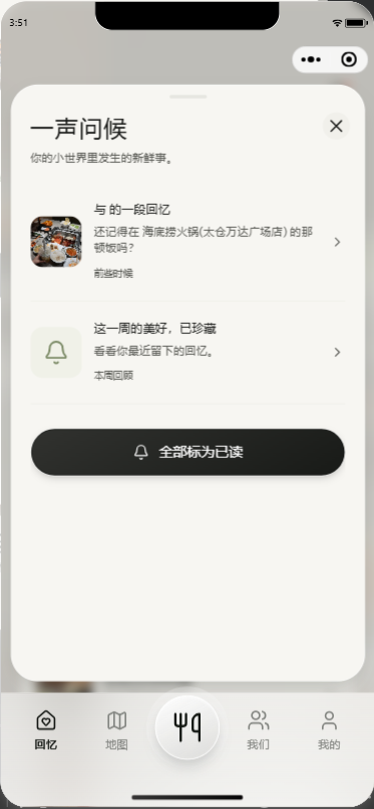 3:51
一声问候
你的小世界里发生的新鲜事。
与 的一段回忆
还记得在 海底捞火锅(太仓万达广场店) 的那
顿饭吗？
前些时候
这一周的美好，已珍藏
看看你最近留下的回忆。
本周回顾
全部标为已读
回忆
地图
我们
我的